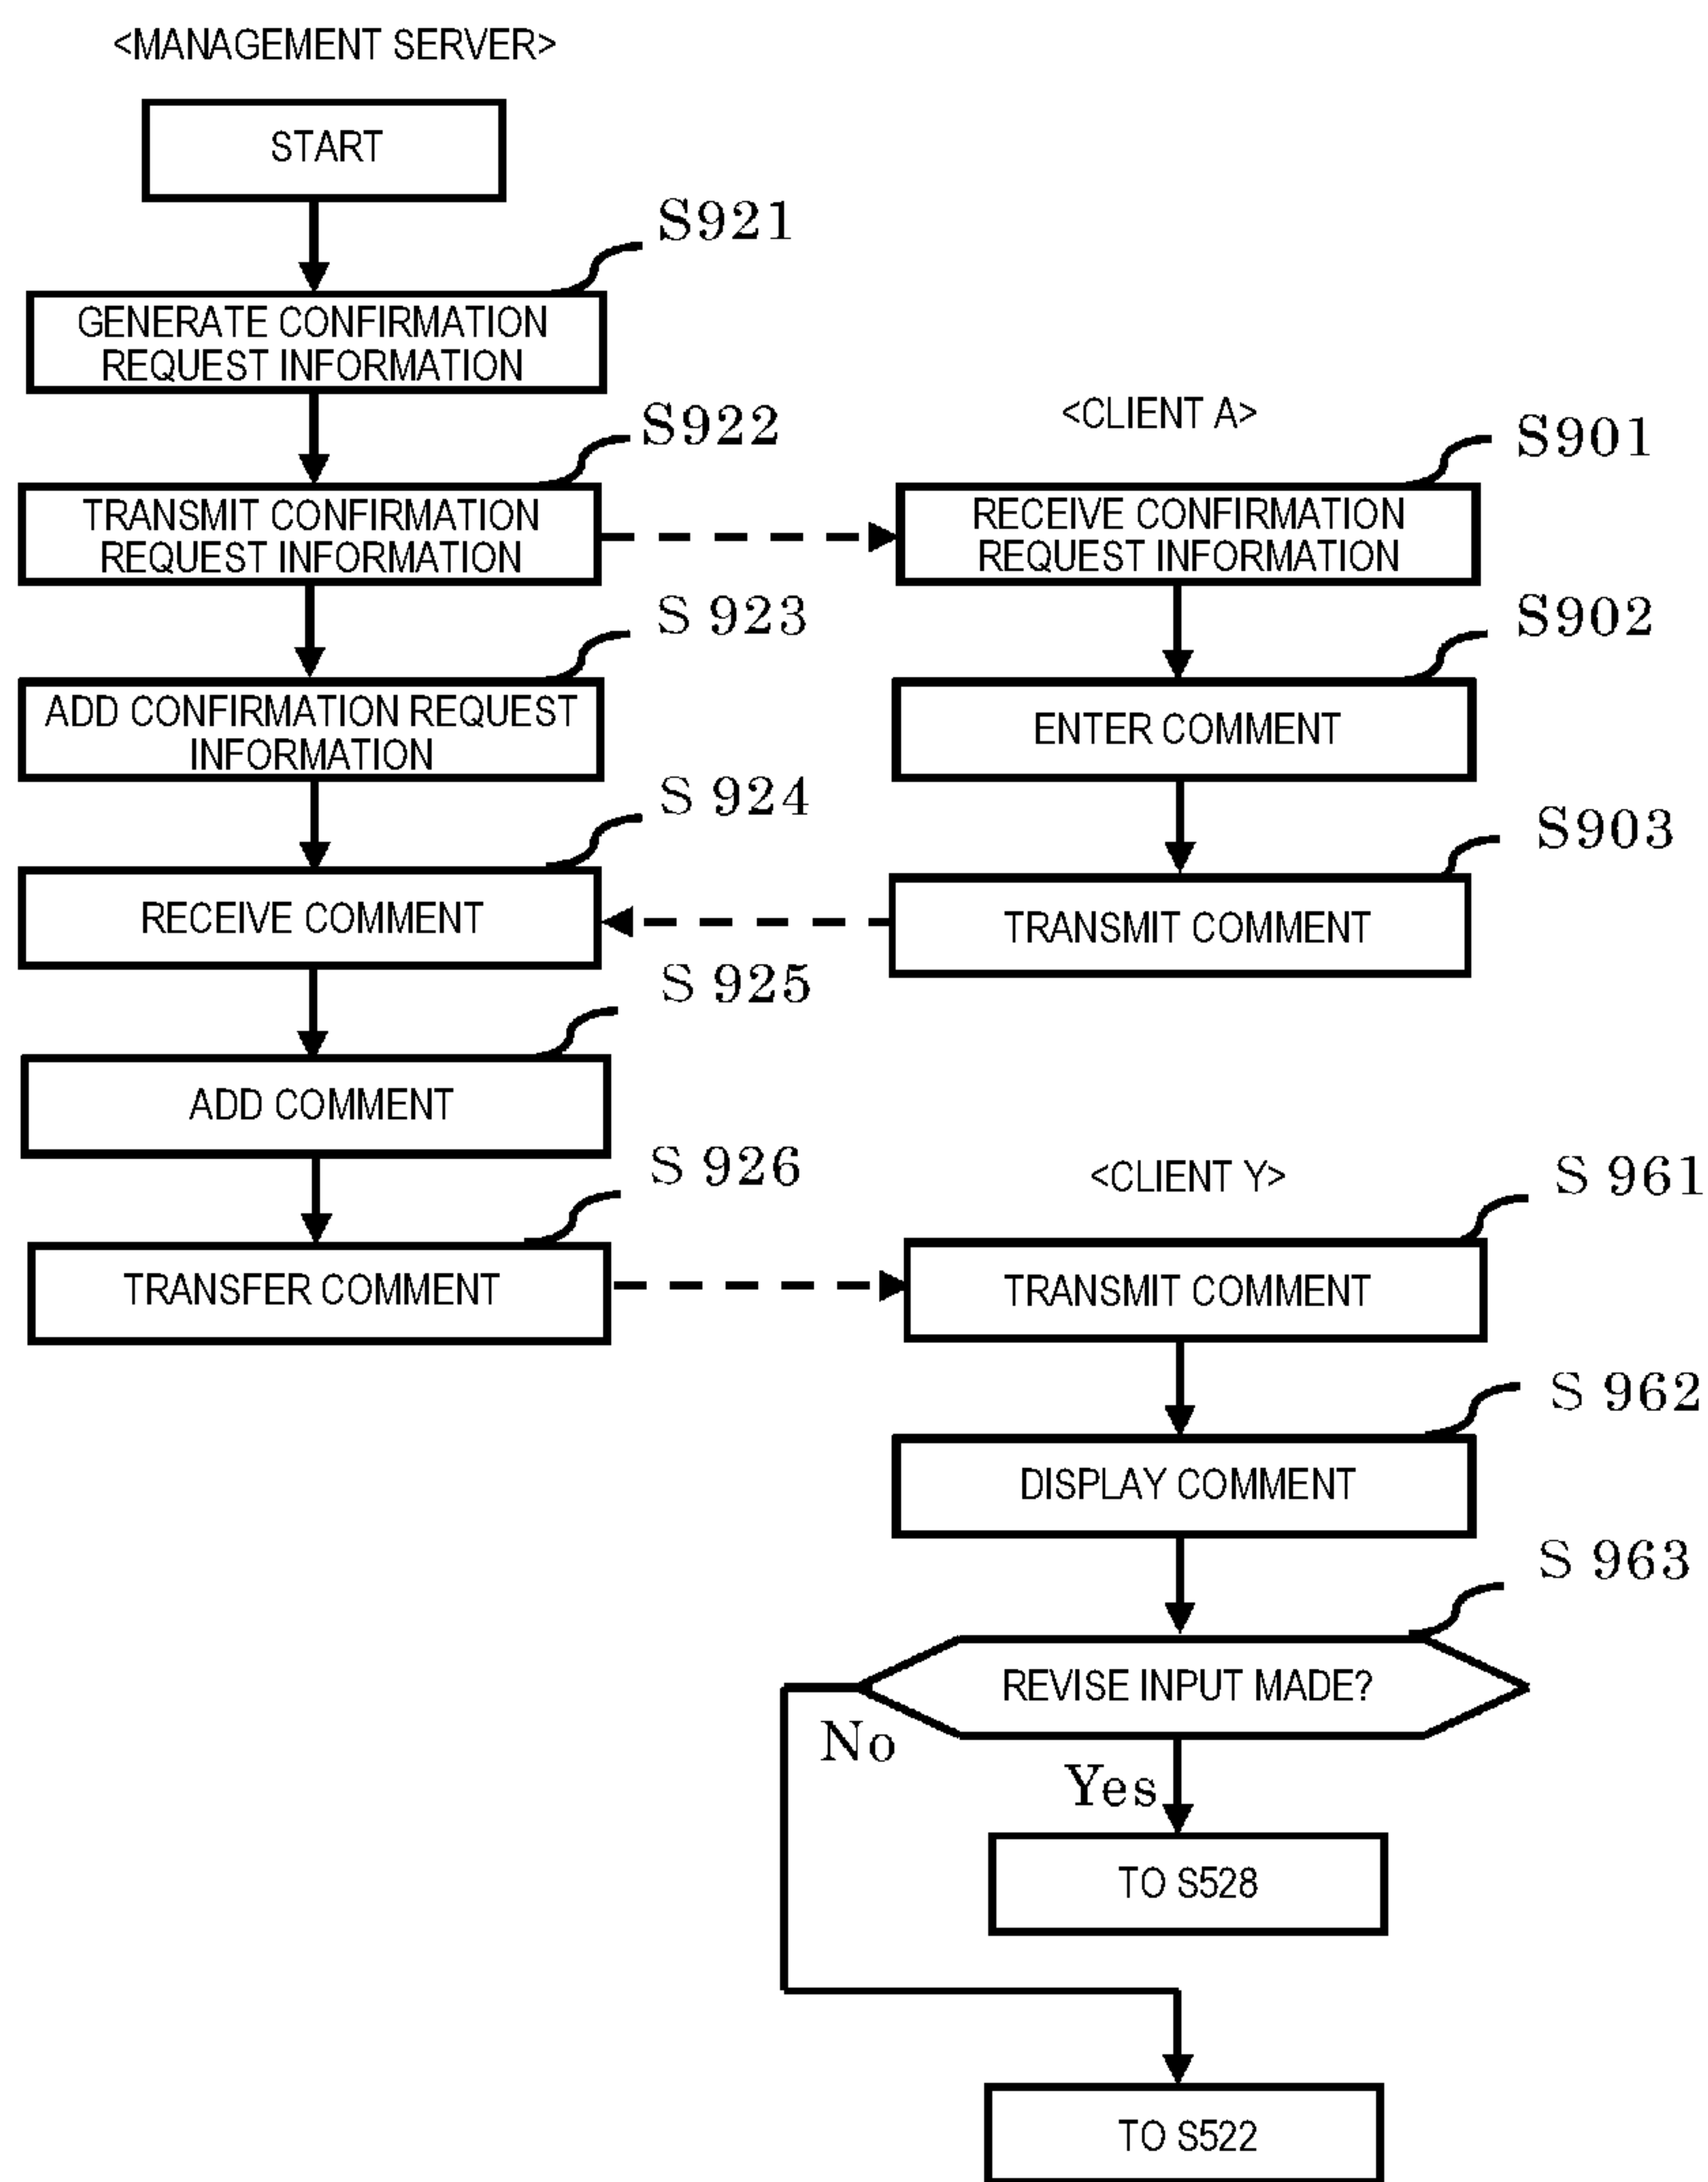 <MANAGEMENT SERVER>
START
S921
GENERATE CONFIRMATION
REQUEST INFORMATION
S922
TRANSMIT CONFIRMATION
REQUEST INFORMATION
<CLIENT A>
S901
RECEIVE CONFIRMATION
REQUEST INFORMATION
S 923
ADD CONFIRMATION REQUEST
INFORMATION
S902
ENTER COMMENT
S 924
RECEIVE COMMENT
S903
TRANSMIT COMMENT
S 925
ADD COMMENT
S 926
TRANSFER COMMENT
<CLIENT Y>
S 961
TRANSMIT COMMENT
S 962
DISPLAY COMMENT
S 963
REVISE INPUT MADE?
No
Yes
TO S528
TO S522